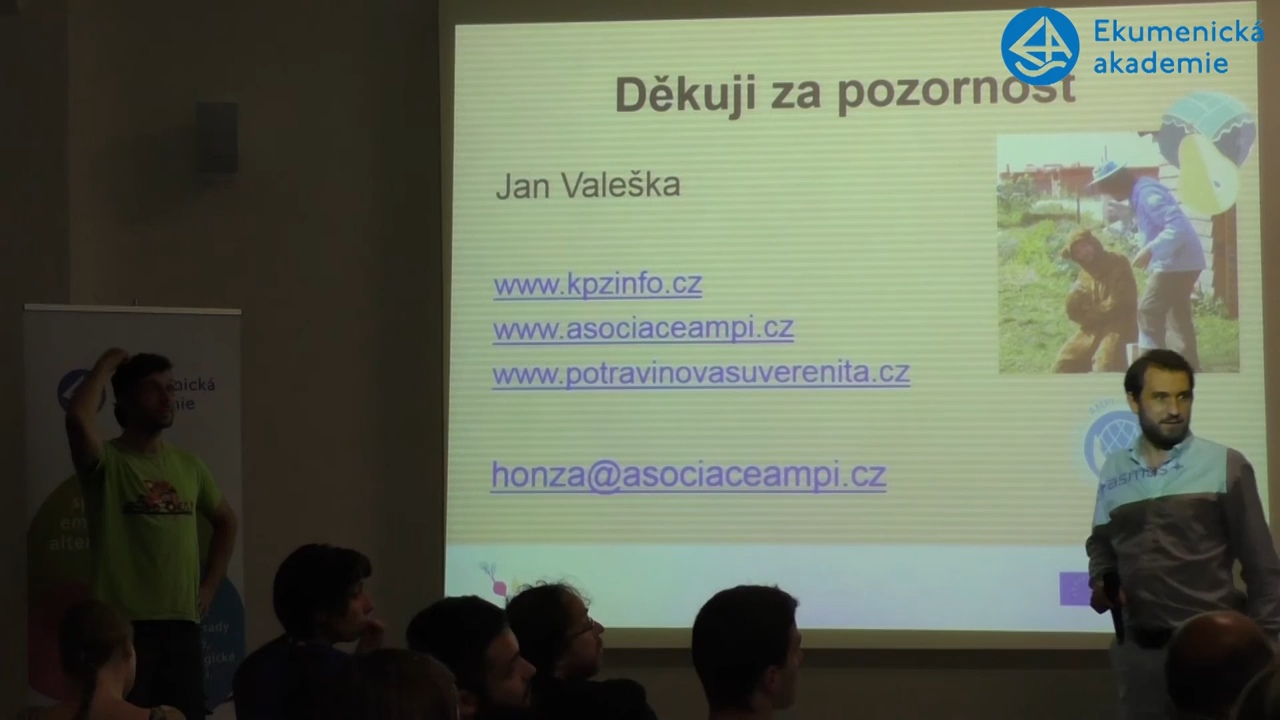 Ekumenická
akademie
Děkuji za pozornost
Jan Valeška
www.kpzinfo.cz
www.asociaceampi.cz
www.potravinovasuverenita.cz
honza@asociaceampi.cz